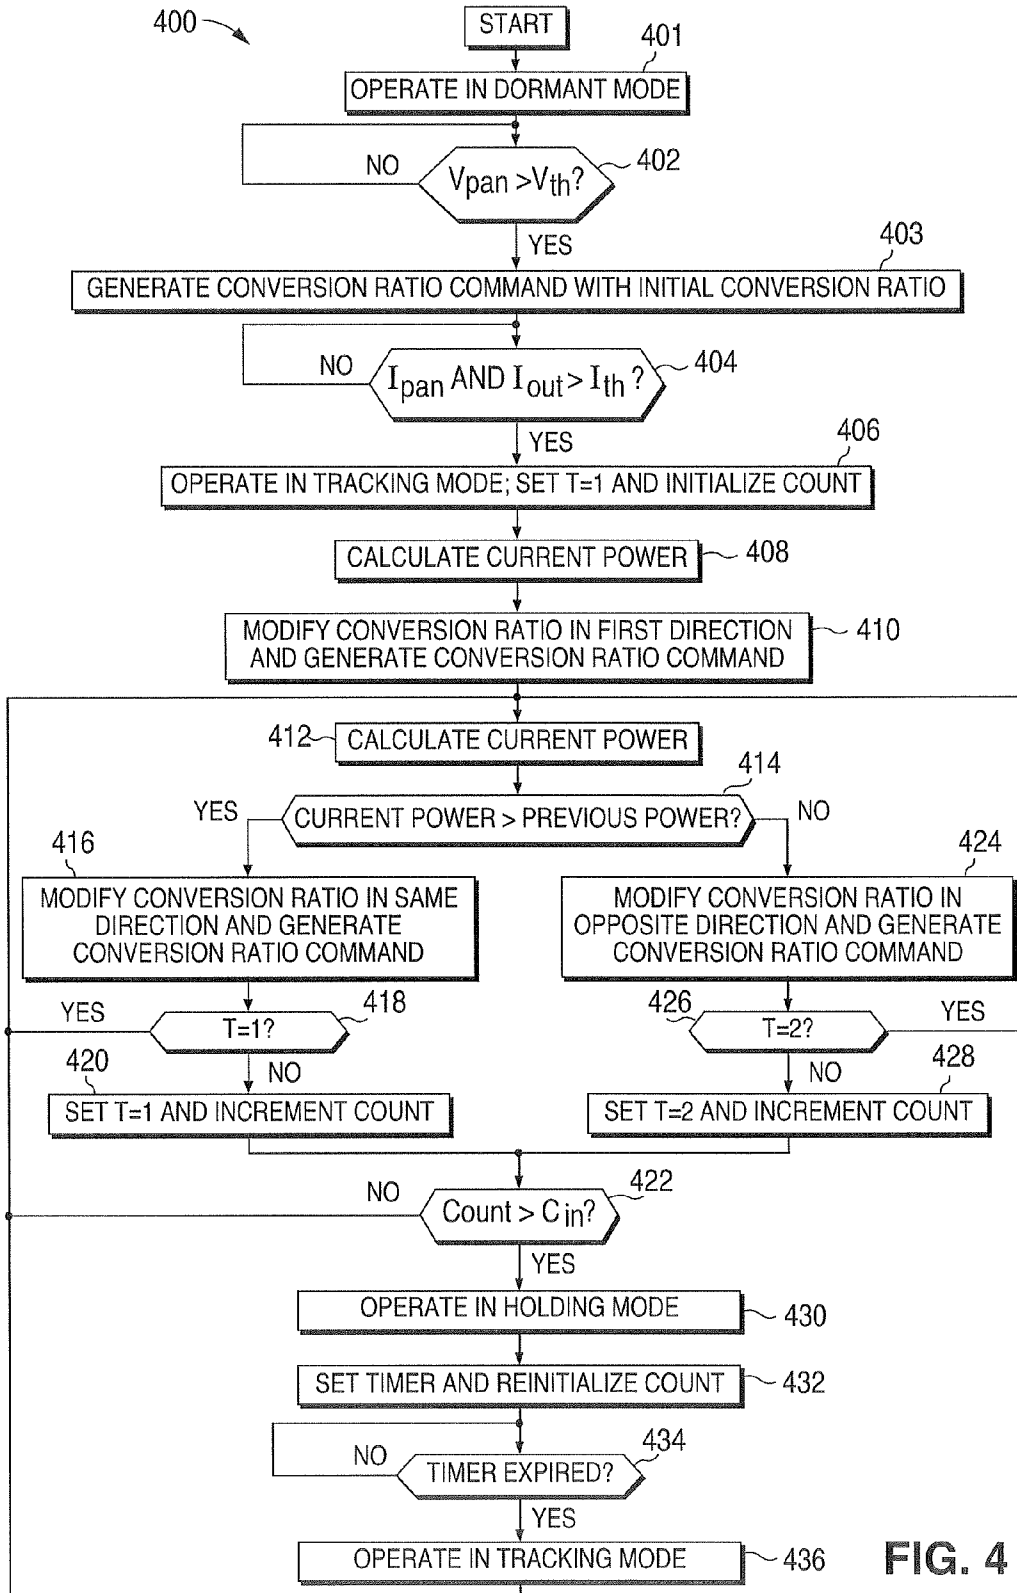 400
START
401
OPERATE IN DORMANT MODE
402
NO
Vpan >Vth?
YES
403
GENERATE CONVERSION RATIO COMMAND WITH INITIAL CONVERSION RATIO
NO
Ipan AND Iout > Ith ?
404
YES
406
OPERATE IN TRACKING MODE; SET T=1 AND INITIALIZE COUNT
CALCULATE CURRENT POWER
408
MODIFY CONVERSION RATIO IN FIRST DIRECTION
AND GENERATE CONVERSION RATIO COMMAND
410
412
CALCULATE CURRENT POWER
414
YES
CURRENT POWER > PREVIOUS POWER?
NO
416
MODIFY CONVERSION RATIO IN SAME
DIRECTION AND GENERATE
CONVERSION RATIO COMMAND
424
MODIFY CONVERSION RATIO IN
OPPOSITE DIRECTION AND GENERATE
CONVERSION RATIO COMMAND
YES
T=1?
418
426
T=2?
YES
420
NO
NO
428
SET T=1 AND INCREMENT COUNT
SET T=2 AND INCREMENT COUNT
NO
Count > Cin?
422
YES
OPERATE IN HOLDING MODE
430
SET TIMER AND REINITIALIZE COUNT
432
NO
TIMER EXPIRED?
434
YES
OPERATE IN TRACKING MODE
436
FIG. 4